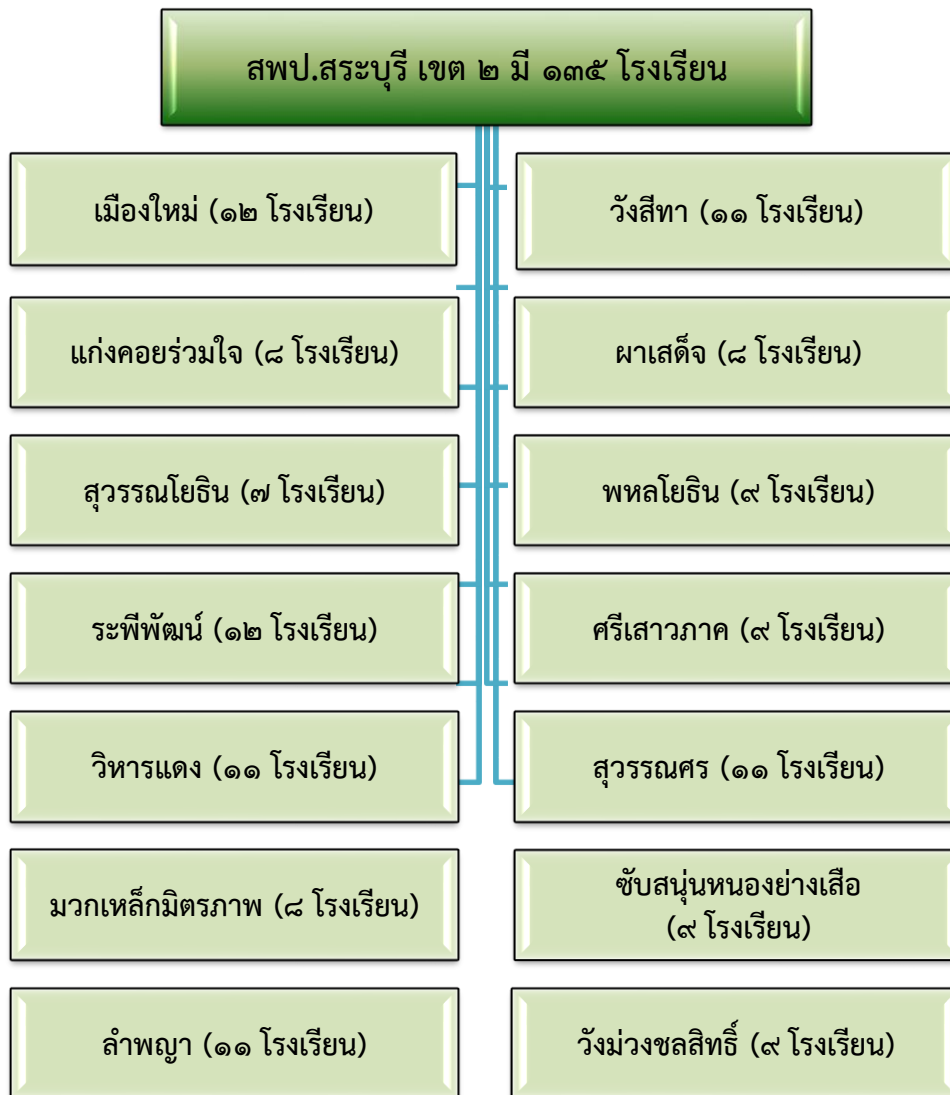 สพป.สระบุรี เขต ๒ มี ๑๓๕ โรงเรียน
เมืองใหม่ (๑๒ โรงเรียน)
วังสีทา (๑๑ โรงเรียน)
แก่งคอยร่วมใจ (๘ โรงเรียน)
ผาเสด็จ (๘ โรงเรียน)
สุวรรณโยธิน (๗ โรงเรียน)
พหลโยธิน (๙ โรงเรียน)
ระพีพัฒน์ (๑๒ โรงเรียน)
ศรีเสาวภาค (๙ โรงเรียน)
วิหารแดง (๑๑ โรงเรียน)
สุวรรณศร (๑๑ โรงเรียน)
มวกเหล็กมิตรภาพ (๘ โรงเรียน)
ซับสนุ่นหนองย่างเสือ
(๙ โรงเรียน)
ลำพญา (๑๑ โรงเรียน)
วังม่วงชลสิทธิ์ (๙ โรงเรียน)